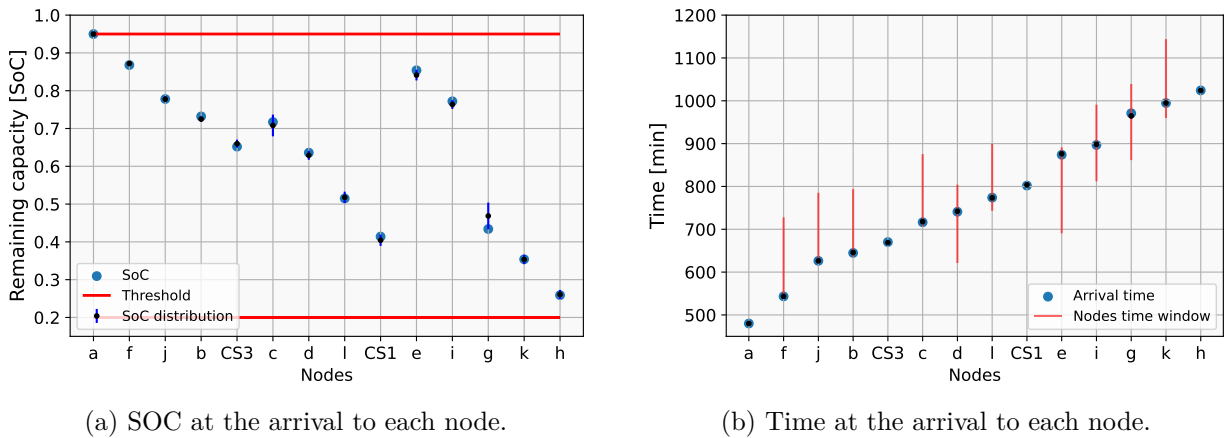 1.0
0.9
0.8
0.7
0.6
0.5
0.4
0.3
0.2
Remaining capacity [SoC]
SoC
Threshold
SoC distribution
a f j b CS3 c d l CS1 e i g k h
Nodes
(a) SOC at the arrival to each node.
1200
1100
1000
900
800
700
600
500
Time [min]
Arrival time
Nodes time window
a f j b CS3 c d l CS1 e i g k h
Nodes
(b) Time at the arrival to each node.